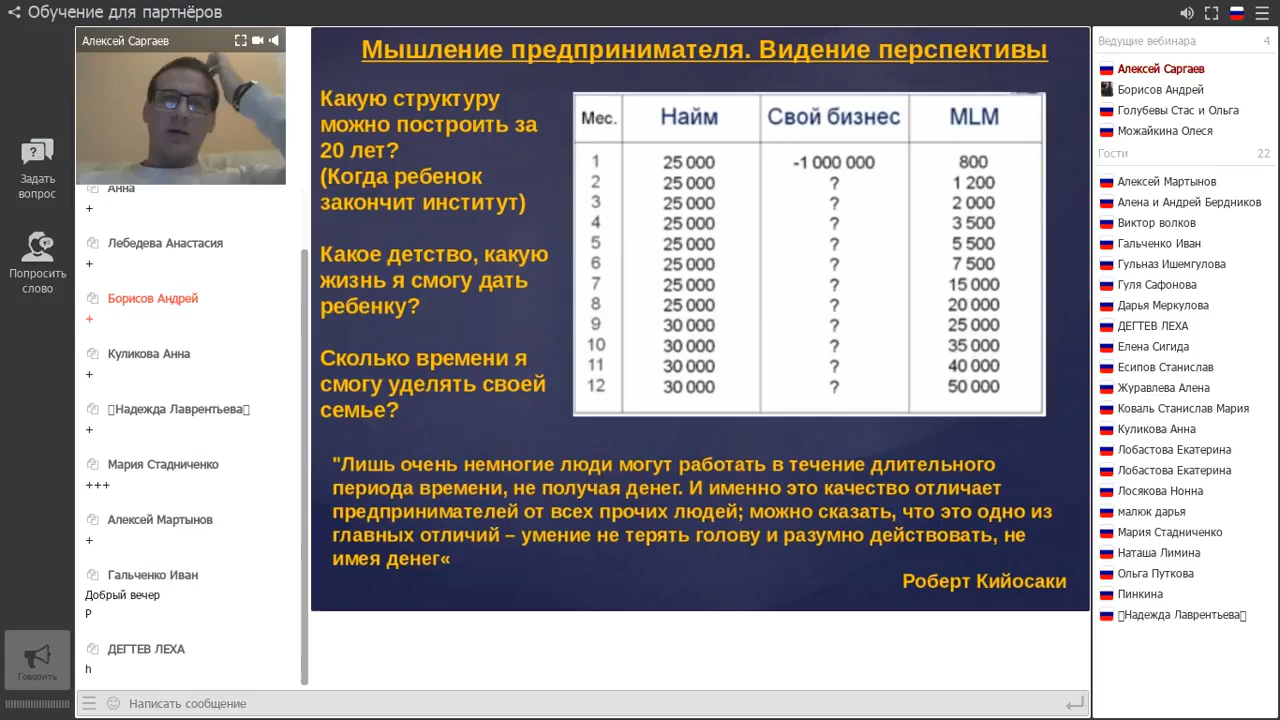 Обучение для партнёров
Задать
вопрос
Попросить
слово
Говорить
Алексей Саргаев
Анна
+
Лебедева Анастасия
+
Борисов Андрей
+
Куликова Анна
+
Надежда Лаврентьева
+
Мария Стадниченко
+++
Алексей Мартынов
+
Гальченко Иван
Добрый вечер
Р
ДЕГТЕВ ЛЕХА
h
Написать сообщение
Мышление предпринимателя. Видение перспективы
Какую структуру
можно построить за
20 лет?
(Когда ребенок
закончит институт)
Какое детство, какую
жизнь я смогу дать
ребенку?
Сколько времени я
смогу уделять своей
семье?
Мес. Найм Свой бизнес MLM
1 25 000 -1 000 000 800
2 25 000 ? 1 200
3 25 000 ? 2 000
4 25 000 ? 3 500
5 25 000 ? 5 500
6 25 000 ? 7 500
7 25 000 ? 15 000
8 25 000 ? 20 000
9 30 000 ? 25 000
10 30 000 ? 35 000
11 30 000 ? 40 000
12 30 000 ? 50 000
"Лишь очень немногие люди могут работать в течение длительного
периода времени, не получая денег. И именно это качество отличает
предпринимателей от всех прочих людей; можно сказать, что это одно из
главных отличий – умение не терять голову и разумно действовать, не
имея денег«
Роберт Кийосаки
Ведущие вебинара 4
Алексей Саргаев
Борисов Андрей
Голубевы Стас и Ольга
Можайкина Олеся
Гости 22
Алексей Мартынов
Алена и Андрей Бердников
Виктор волков
Гальченко Иван
Гульназ Ишемгулова
Гуля Сафонова
Дарья Меркулова
ДЕГТЕВ ЛЕХА
Елена Сигида
Есипов Станислав
Журавлева Алена
Коваль Станислав Мария
Куликова Анна
Лобастова Екатерина
Лобастова Екатерина
Лосякова Нонна
малюк дарья
Мария Стадниченко
Наташа Лимина
Ольга Путкова
Пинкина
Надежда Лаврентьева